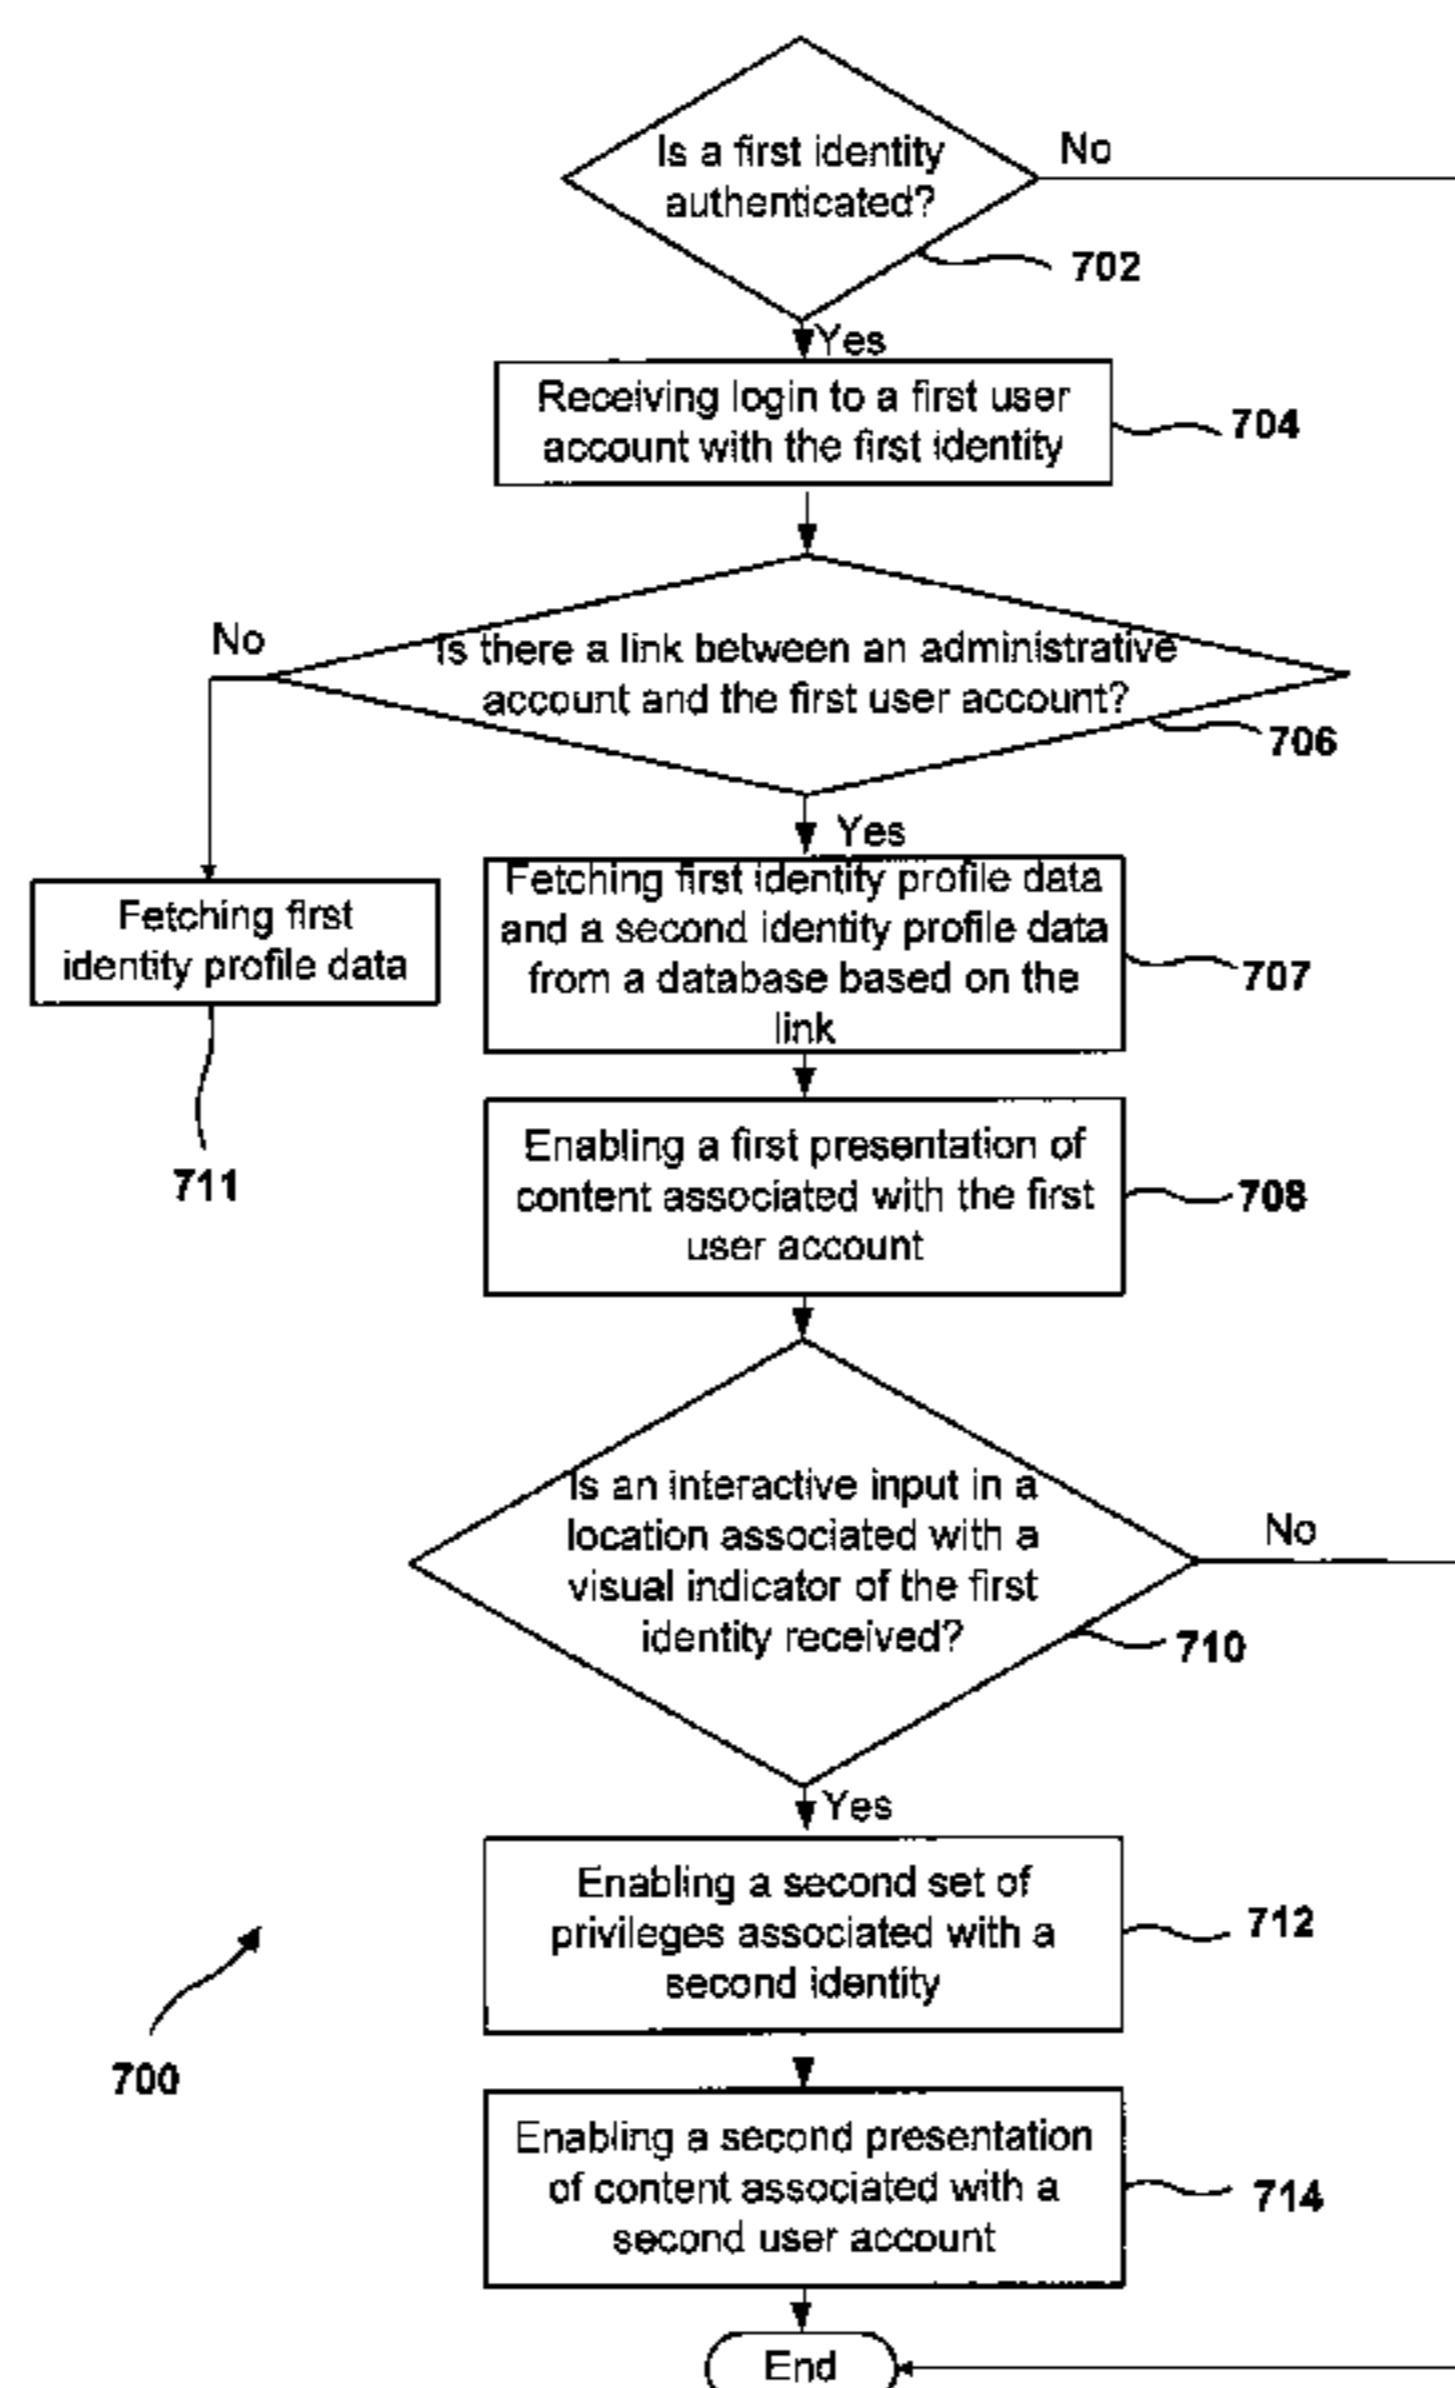 Is a first identity
authenticated?
No
702
Yes
Receiving login to a first user
account with the first identity
704
No
Is there a link between an administrative
account and the first user account?
706
Yes
Fetching first
identity profile data
711
Fetching first identity profile data
and a second identity profile data
from a database based on the
link
707
Enabling a first presentation of
content associated with the first
user account
708
Is an interactive input in a
location associated with a
visual indicator of the first
identity received?
No
710
Yes
Enabling a second set of
privileges associated with a
second identity
712
700
Enabling a second presentation
of content associated with a
second user account
714
End